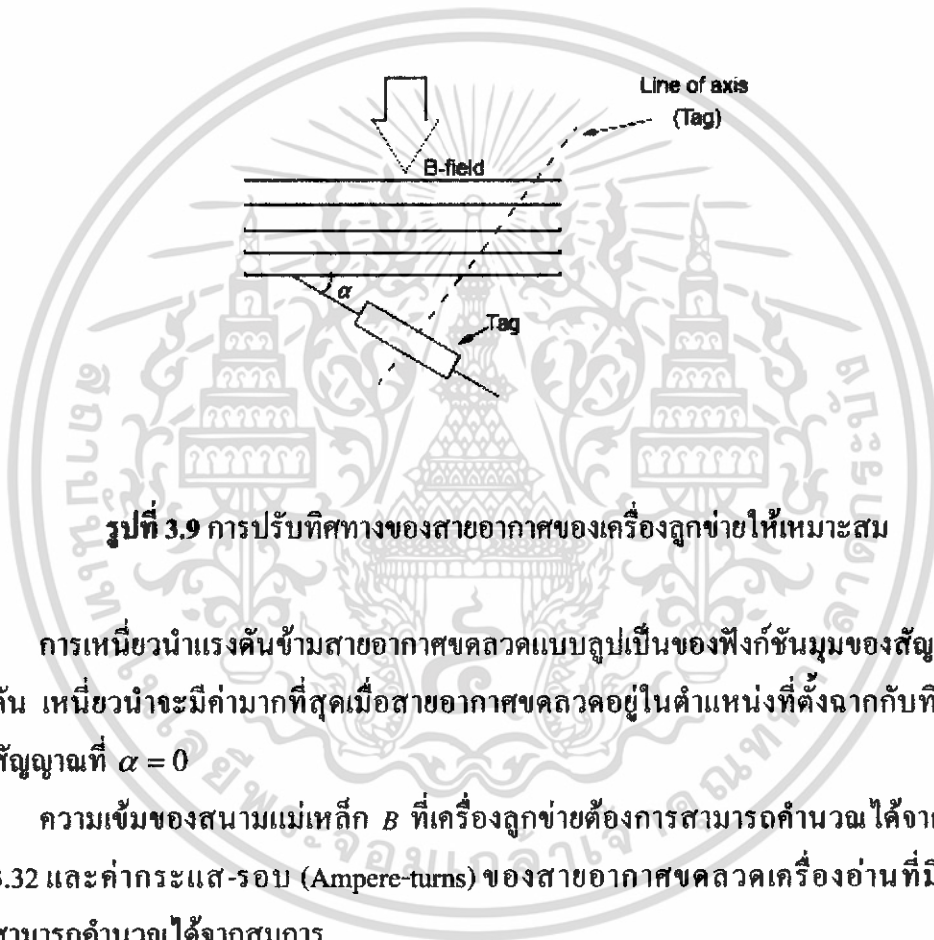 Line of axis
(Tag)
B-field
α
Tag
รูปที่ 3.9 การปรับทิศทางของสายอากาศของเครื่องลูกข่ายให้เหมาะสม
การเหนี่ยวนำแรงดันข้ามสายอากาศขดลวดแบบลูปเป็นของฟังก์ชันมุมของสัญ
ดัน เหนี่ยวนำจะมีค่ามากที่สุดเมื่อสายอากาศขดลวดอยู่ในตำแหน่งที่ตั้งฉากกับทิ
สัญญาณที่ α = 0
ความเข้มของสนามแม่เหล็ก B ที่เครื่องลูกข่ายต้องการสามารถคำนวณได้จา
3.32 และค่ากระแส-รอบ (Ampere-turns) ของสายอากาศขดลวดเครื่องอ่านที่มี
สามารถคำนวณได้จากสมการ